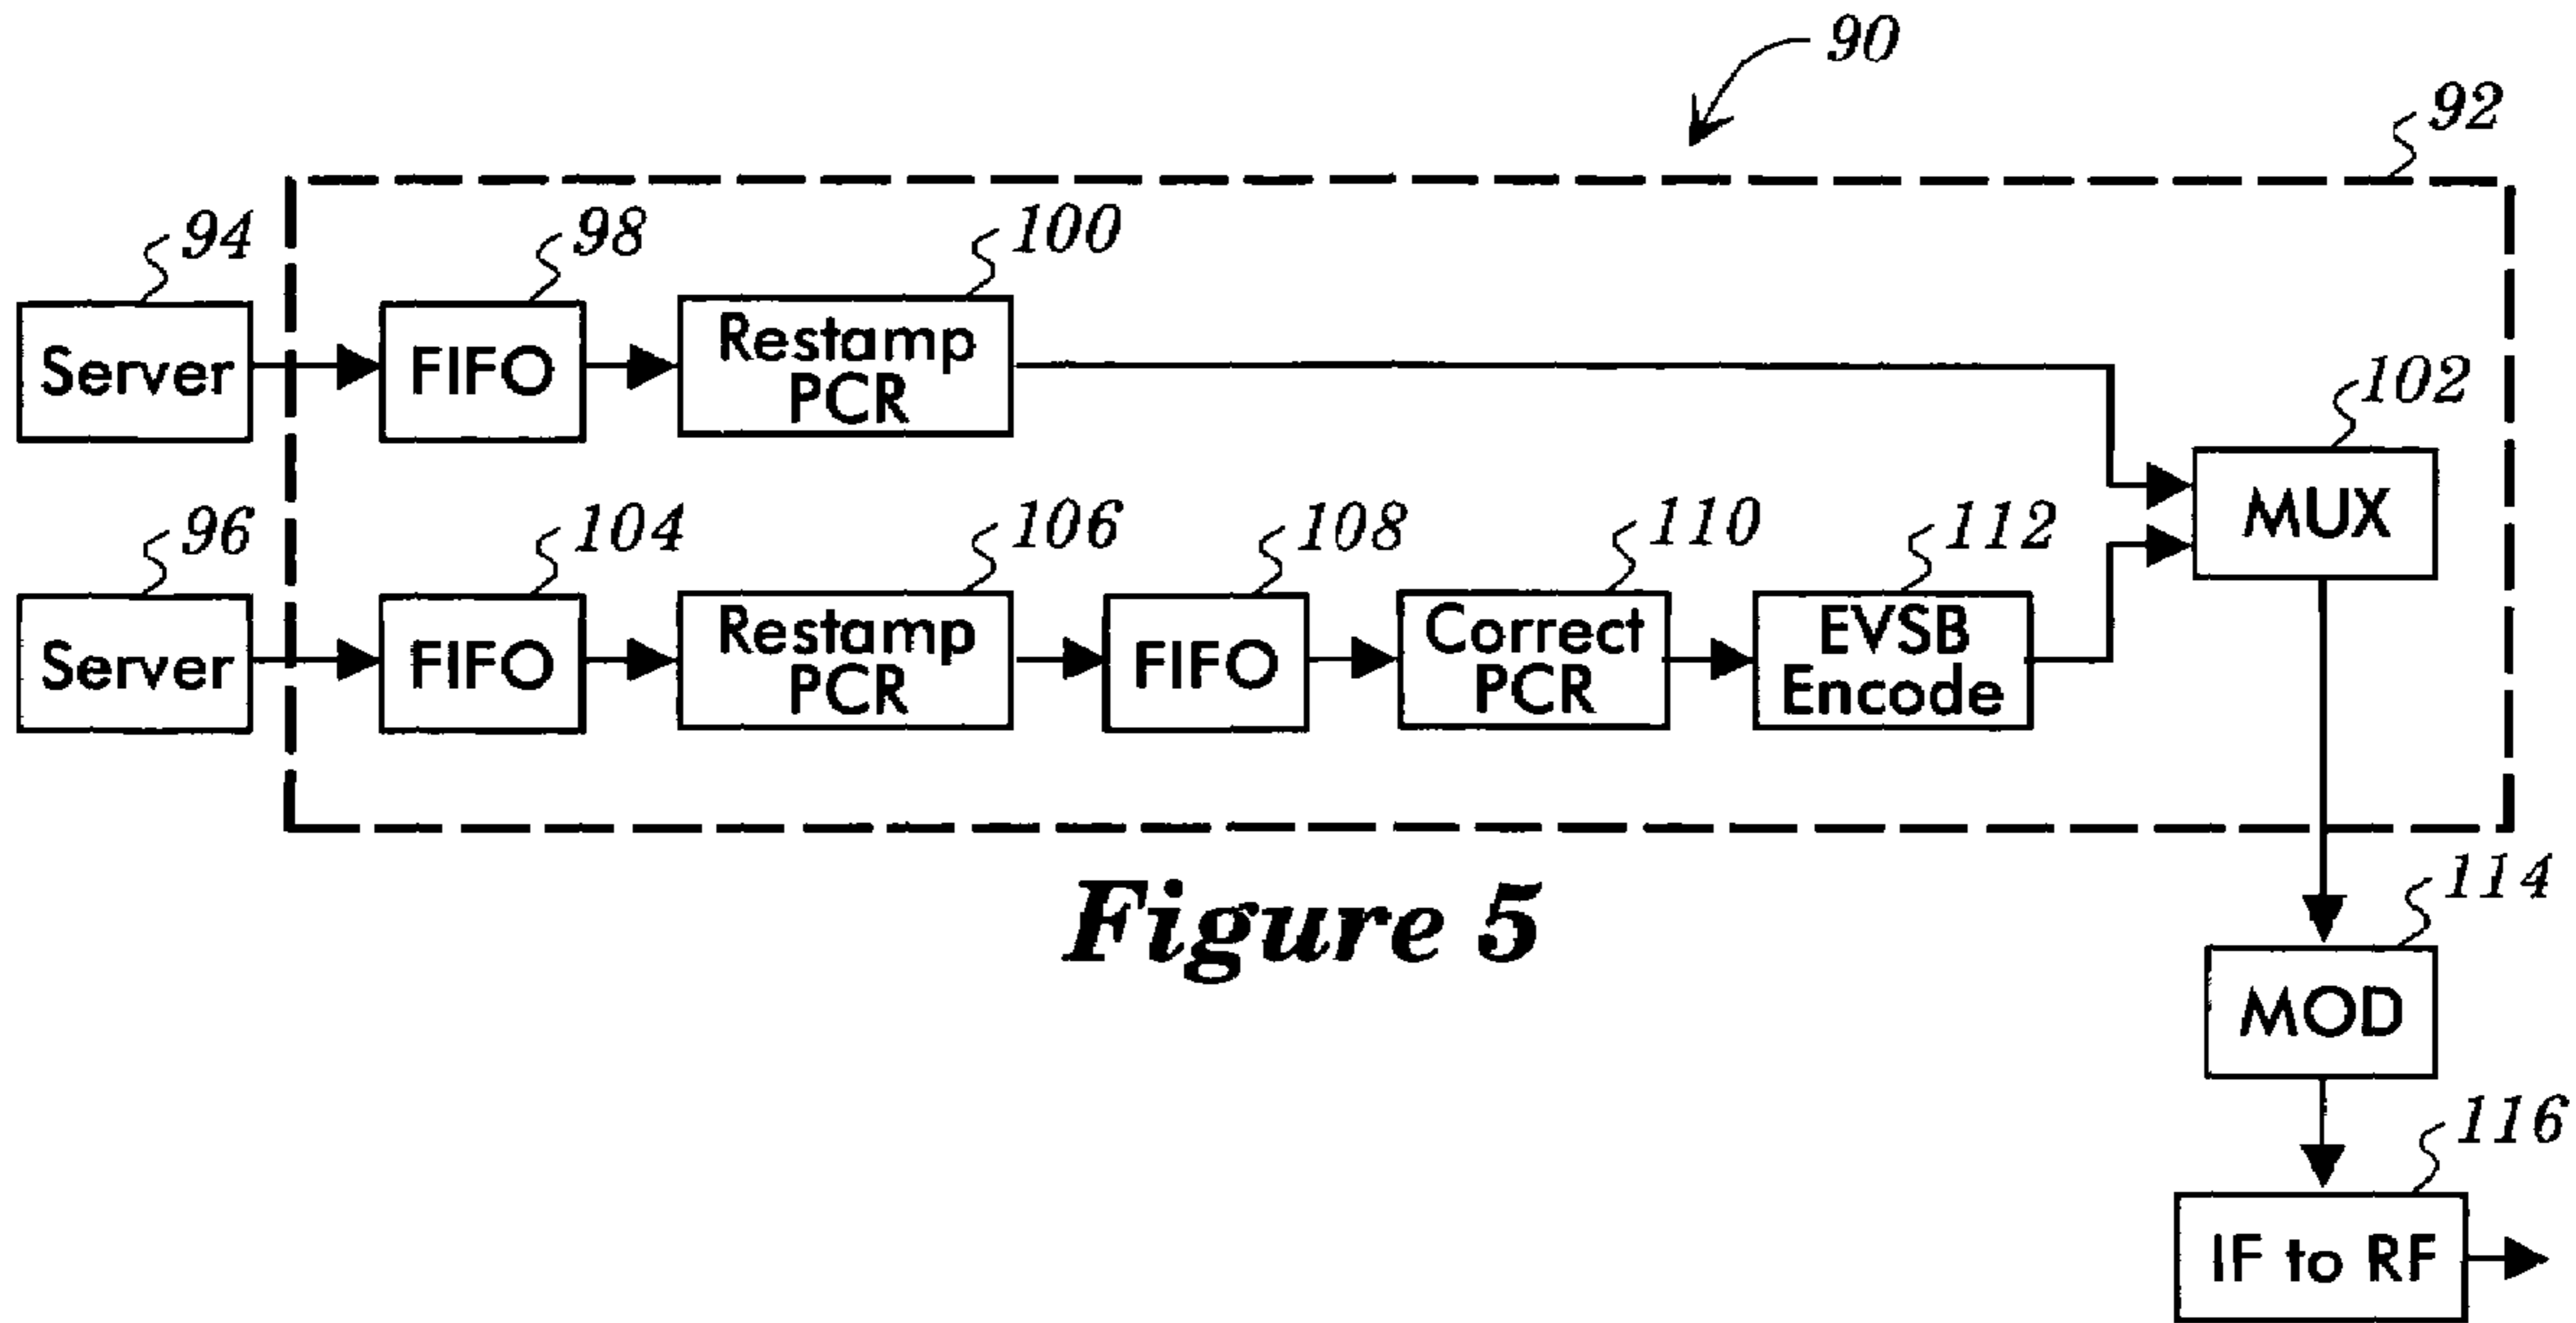 90
92
94
98
100
Server
FIFO
Restamp
PCR
102
MUX
96
104
106
108
110
112
Server
FIFO
Restamp
PCR
FIFO
Correct
PCR
EVSB
Encode
Figure 5
114
MOD
116
IF to RF